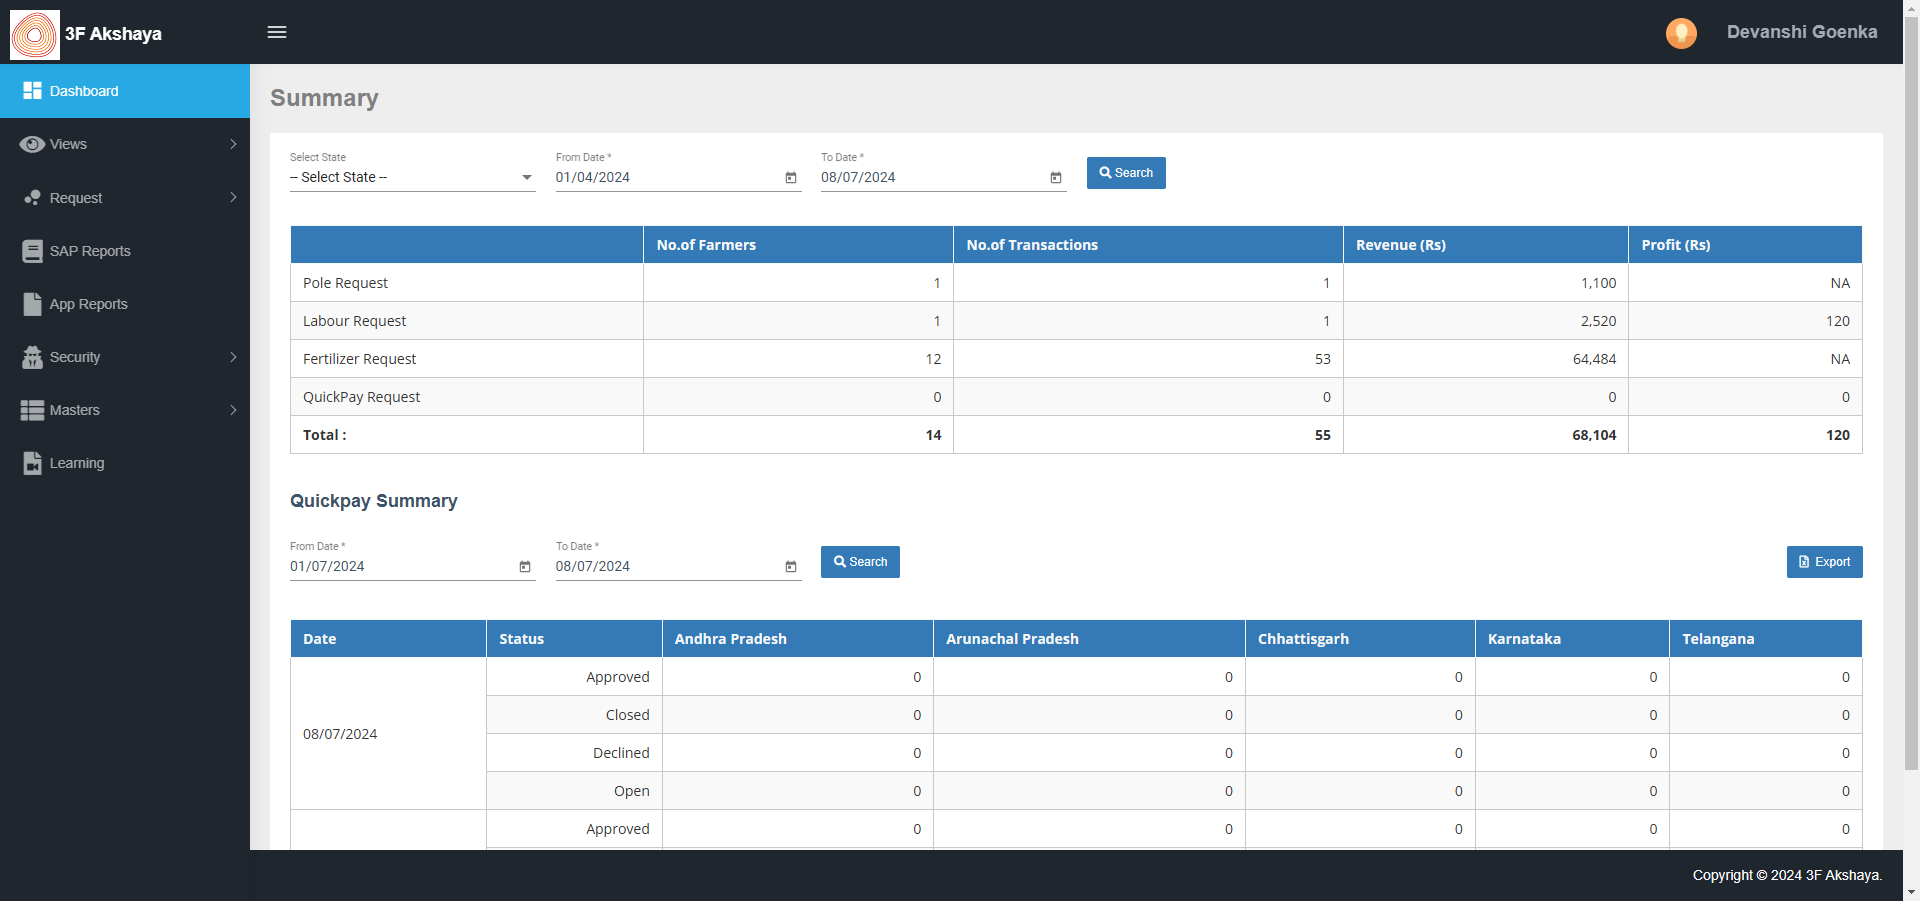 3F Akshaya
Devanshi Goenka
Dashboard
Views
Request
SAP Reports
App Reports
Security
Masters
Learning
Summary
Select State From Date * To Date *
-- Select State -- 01/04/2024 08/07/2024 Search
No.of Farmers No.of Transactions Revenue (Rs) Profit (Rs)
Pole Request 1 1 1,100 NA
Labour Request 1 1 2,520 120
Fertilizer Request 12 53 64,484 NA
QuickPay Request 0 0 0 0
Total : 14 55 68,104 120
Quickpay Summary
From Date * To Date *
01/07/2024 08/07/2024 Search Export
Date Status Andhra Pradesh Arunachal Pradesh Chhattisgarh Karnataka Telangana
Approved 0 0 0 0 0
Closed 0 0 0 0 0
08/07/2024
Declined 0 0 0 0 0
Open 0 0 0 0 0
Approved 0 0 0 0 0
Copyright © 2024 3F Akshaya.